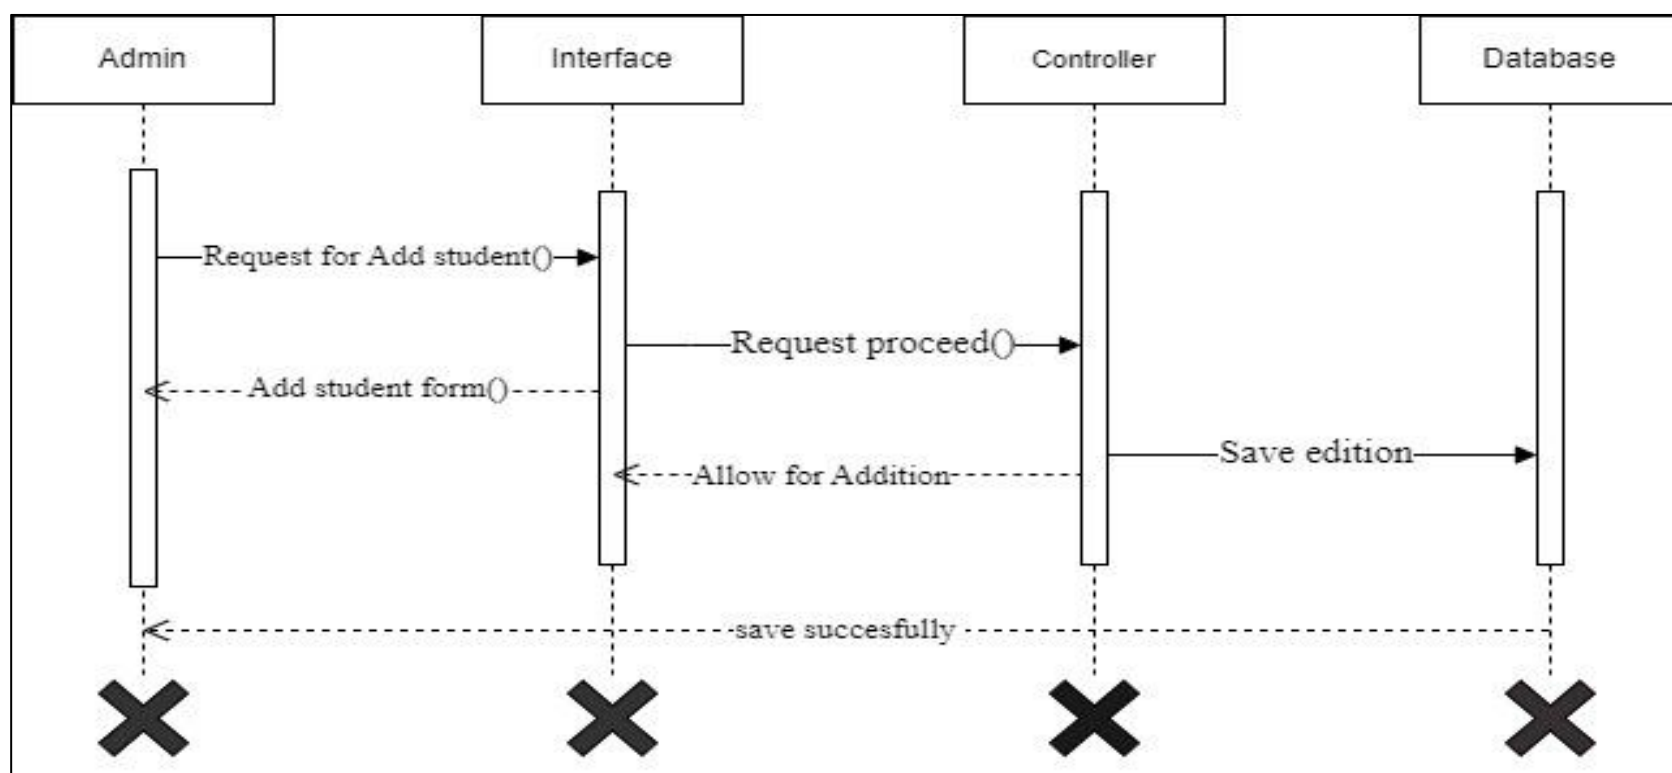 Admin
Interface
Controller
Database
Request for Add student()
Request proceed()
Add student form()
Save edition
Allow for Addition
save succesfully